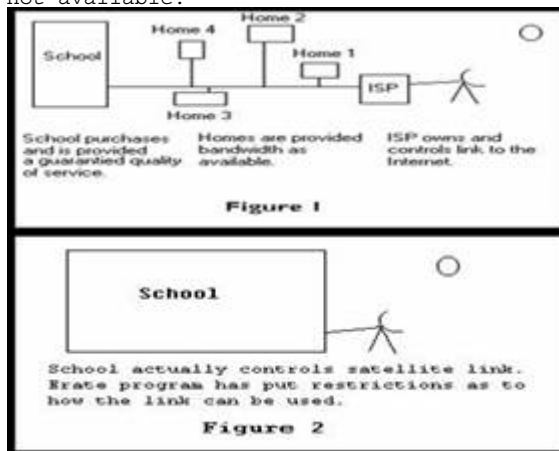 not available.
Home 2
Home 4
School
Home 1
ISP
Home 3
School purchases
and is provided
a guarantied quality
of service.
Homes are provided
bandwidth as
available.
ISP owns and
controls link to the
Internet.
Figure 1
School
School actually controls satellite link.
Erate program has put restrictions as to
how the link can be used.
Figure 2